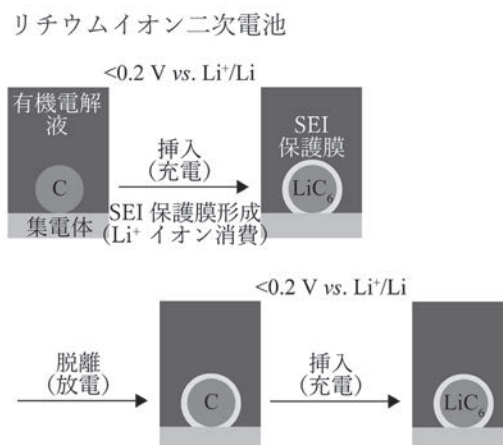 リチウムイオン二次電池
<0.2 V vs. Li⁺/Li
有機電解
液
C
集電体
挿入
(充電)
SEI 保護膜形成
(Li⁺ イオン消費)
SEI
保護膜
LiC₆
<0.2 V vs. Li⁺/Li
脱離
(放電)
C
挿入
(充電)
LiC₆